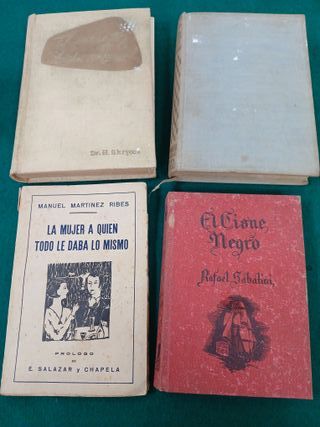 Dr. H.
MANUEL MARTINEZ RIBES
LA MUJER A QUIEN
TODO LE DABA LO MISMO
PROLOGO
DE
E. SALAZAR y CHAPELA
El Cisne
Negro
Rafael Sabatini